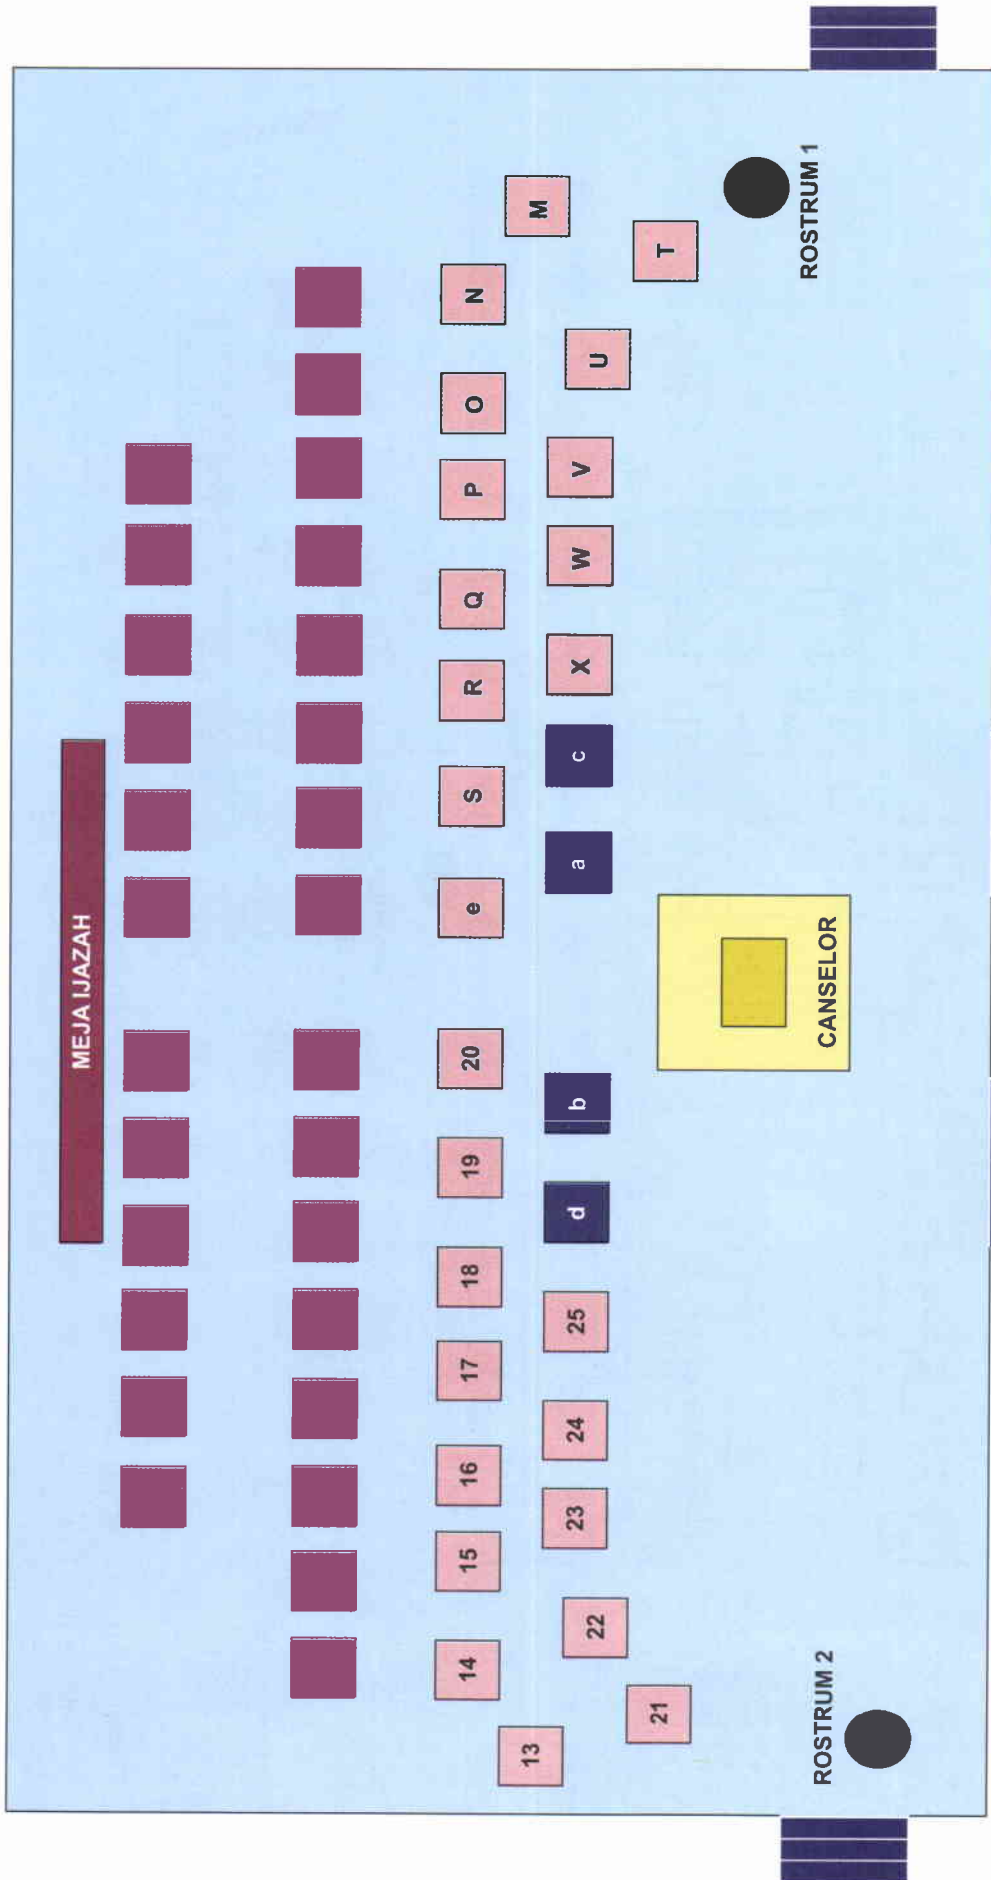 MEJA IJAZAH
14 15 16 17 18 19 20 e S R Q P O N
13 M
23 24 25 d b a c X W V
22 U
21 T
ROSTRUM 1
ROSTRUM 2
CANSELOR